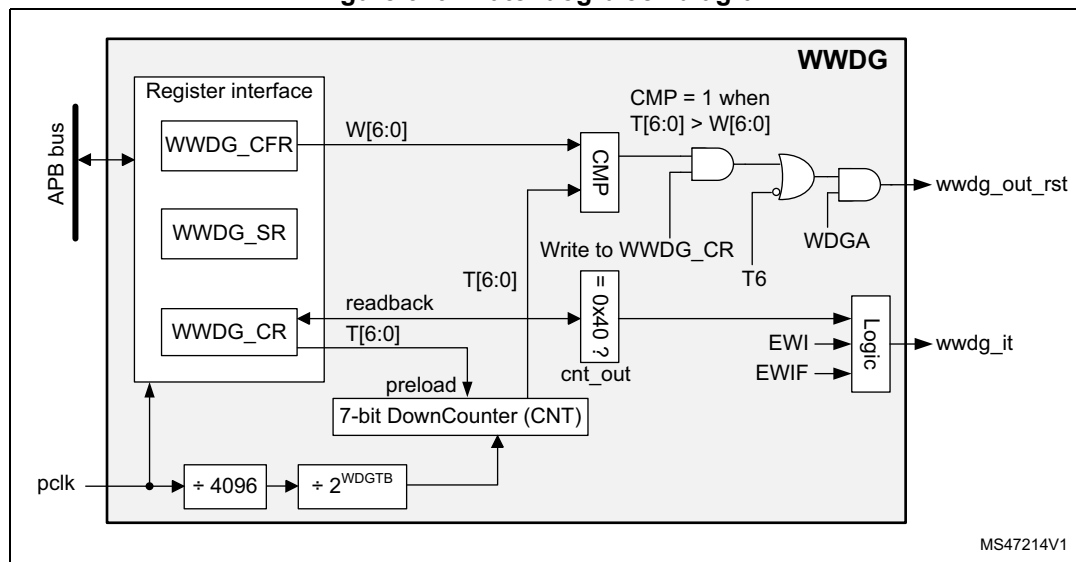 WWDG
Register interface
CMP = 1 when
T[6:0] > W[6:0]
APB bus
WWDG_CFR
W[6:0]
CMP
wwdg_out_rst
WWDG_SR
Write to WWDG_CR
WDGA
T6
T[6:0]
readback
= 0x40 ?
WWDG_CR
T[6:0]
Logic
EWI
wwdg_it
preload
cnt_out
EWIF
7-bit DownCounter (CNT)
pclk
÷ 4096
÷ 2^WDGTB
MS47214V1